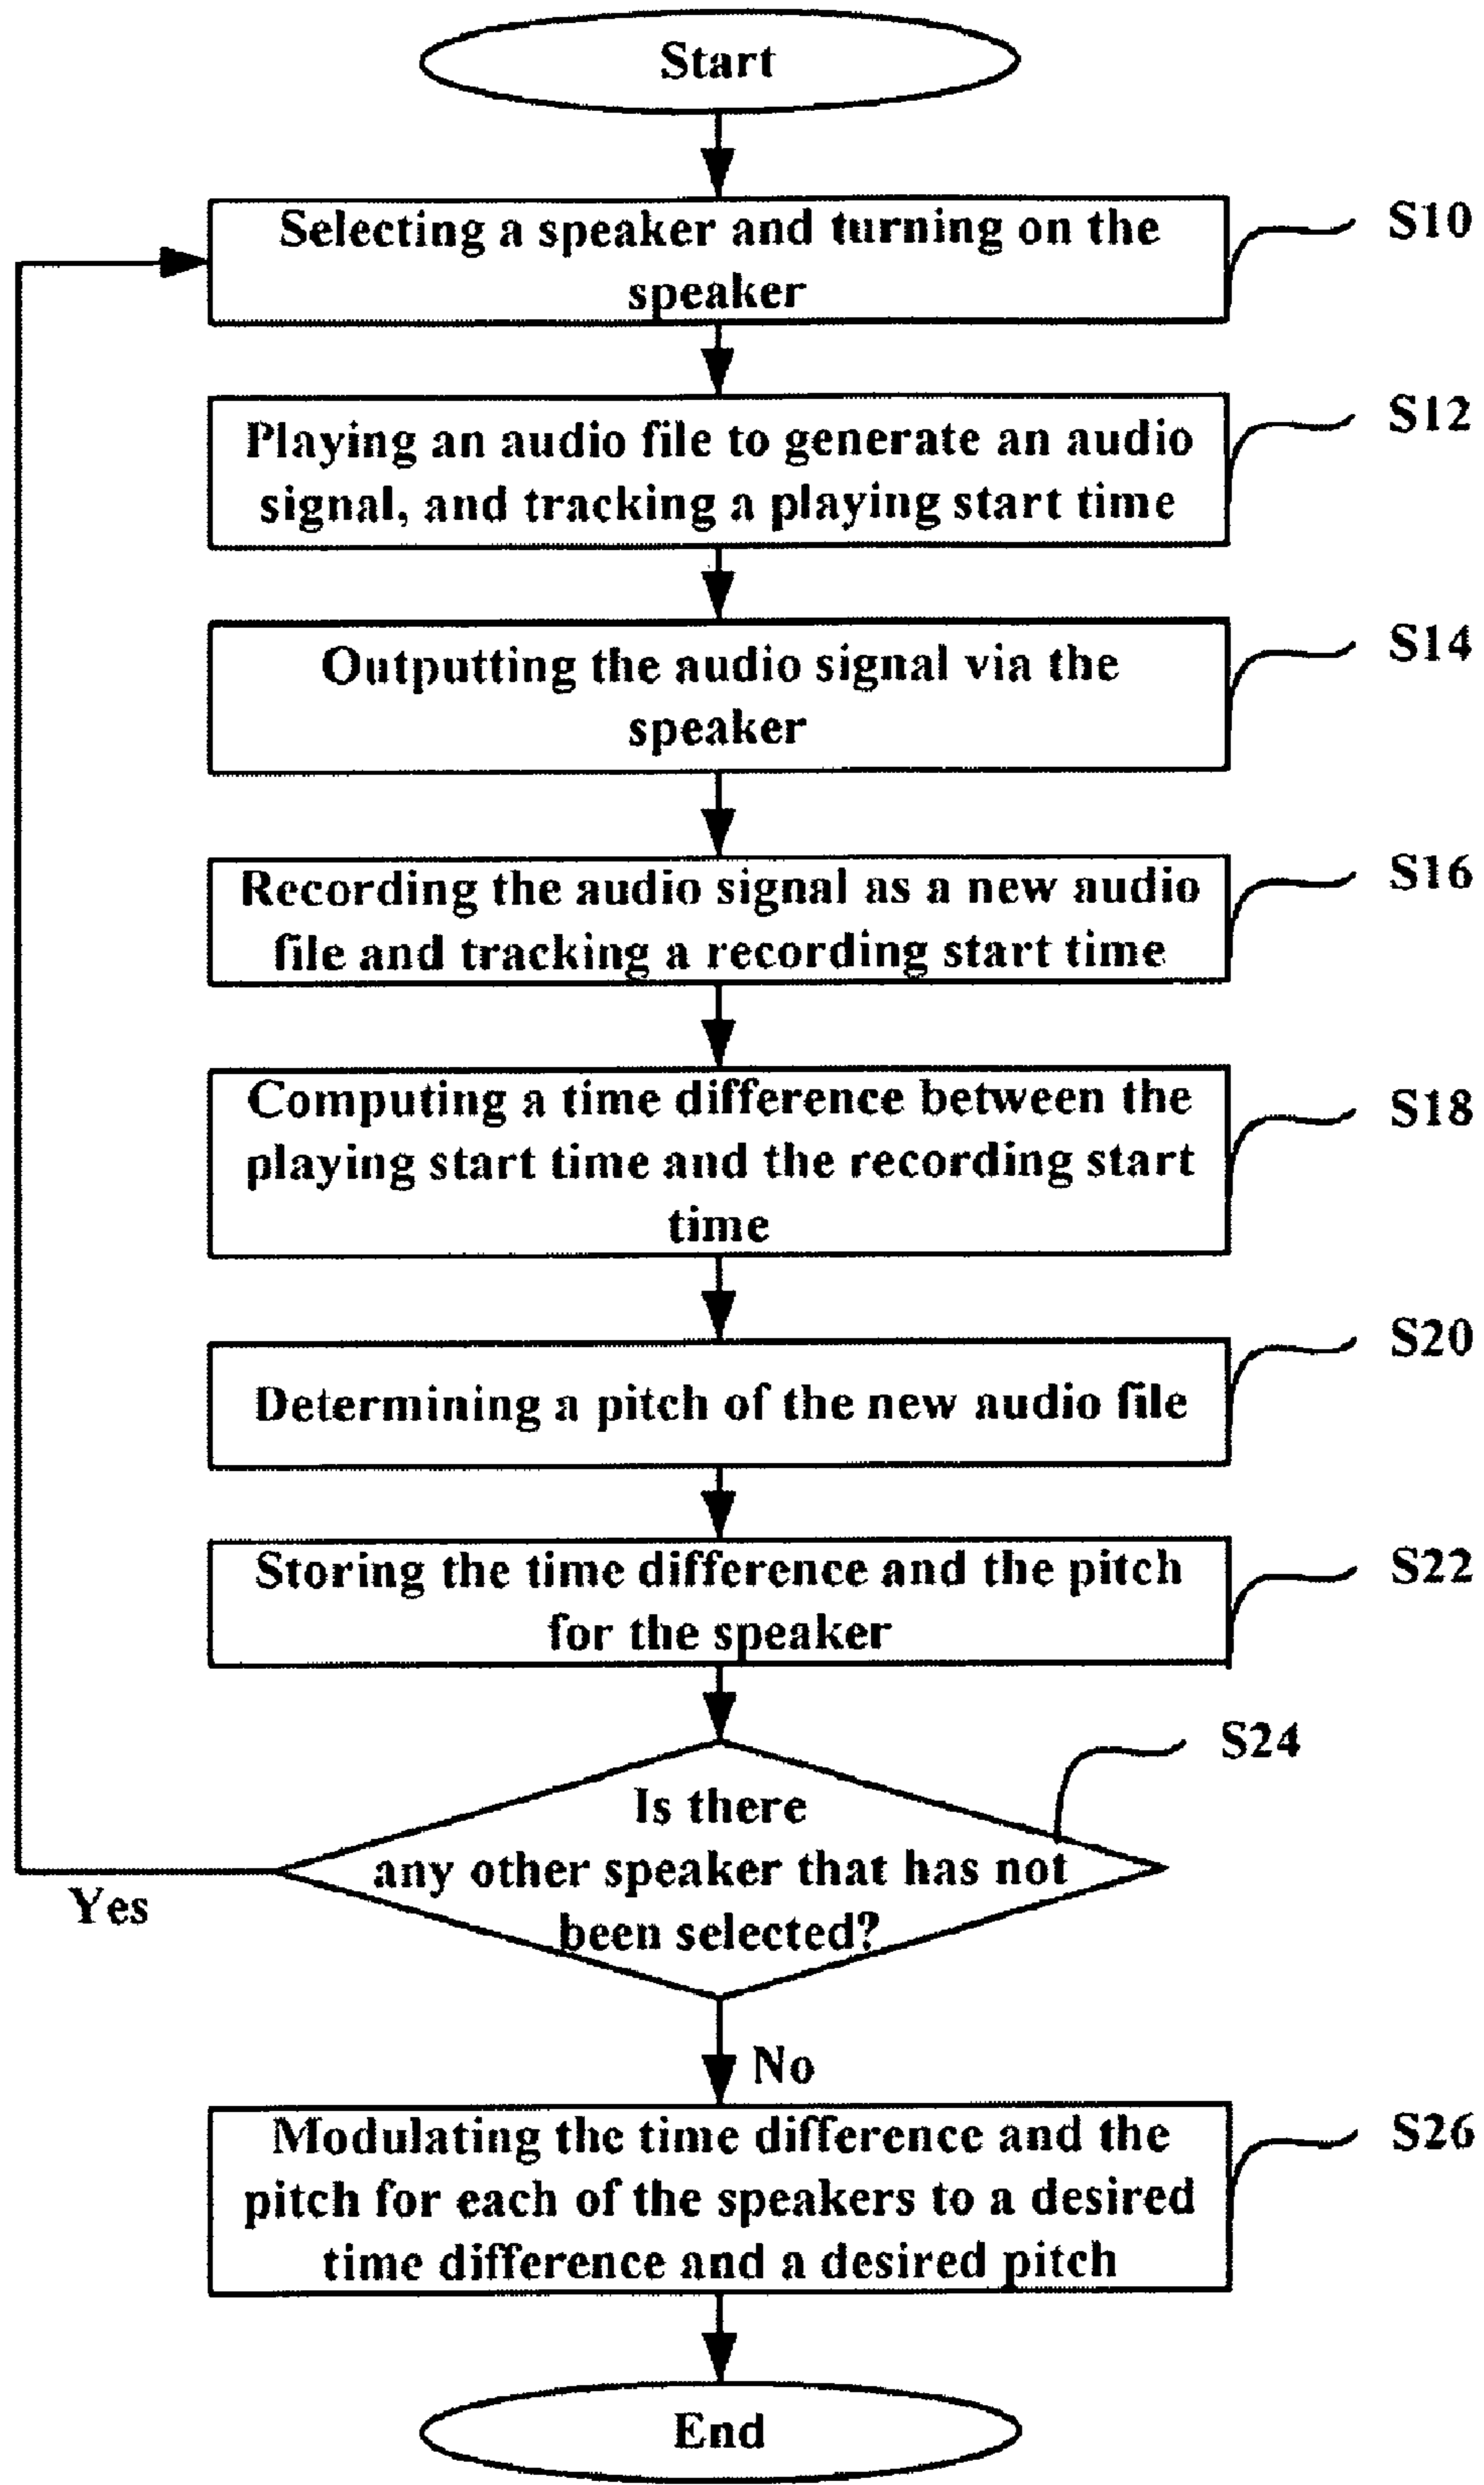 Start
Selecting a speaker and turning on the
speaker
S10
Playing an audio file to generate an audio
signal, and tracking a playing start time
S12
Outputting the audio signal via the
speaker
S14
Recording the audio signal as a new audio
file and tracking a recording start time
S16
Computing a time difference between the
playing start time and the recording start
time
S18
Determining a pitch of the new audio file
S20
Storing the time difference and the pitch
for the speaker
S22
Is there
any other speaker that has not
been selected?
S24
Yes
No
Modulating the time difference and the
pitch for each of the speakers to a desired
time difference and a desired pitch
S26
End